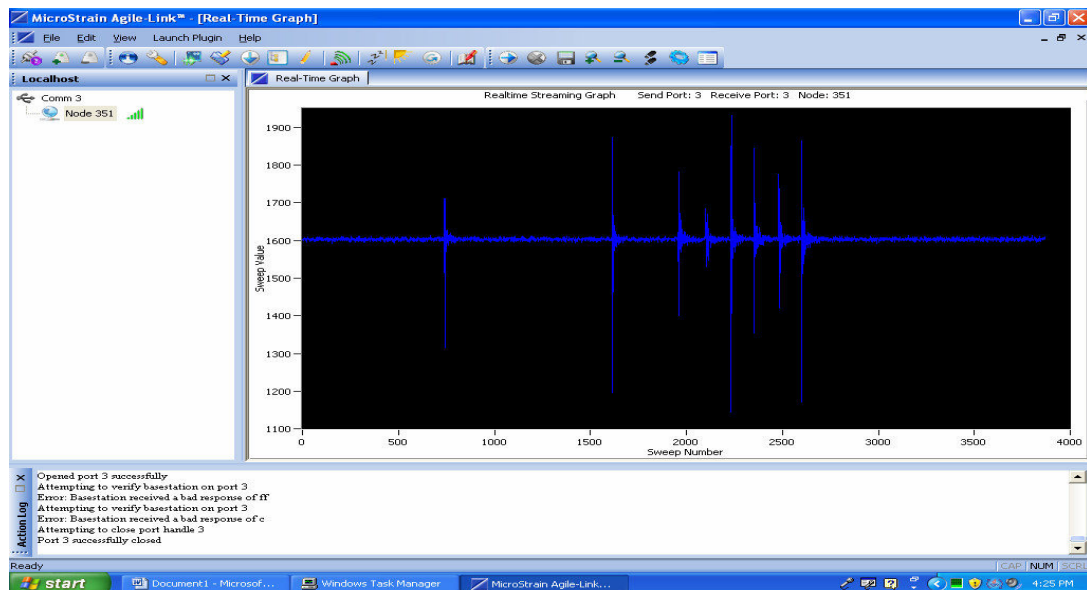 MicroStrain Agile-Link™ - [Real-Time Graph]
File Edit View Launch Plugin Help
Localhost
Real-Time Graph
Comm 3
Node 351
Realtime Streaming Graph Send Port: 3 Receive Port: 3 Node: 351
1900
1800
1700
1600
1500
1400
1300
1200
1100
Sweep Value
0 500 1000 1500 2000 2500 3000 3500 4000
Sweep Number
Action Log
Opened port 3 successfully
Attempting to verify basestation on port 3
Error: Basestation received a bad response of ff
Attempting to verify basestation on port 3
Error: Basestation received a bad response of c
Attempting to close port handle 3
Port 3 successfully closed
Ready
CAP NUM SCRL
start Document1 - Microsof... Windows Task Manager MicroStrain Agile-Link... 4:25 PM